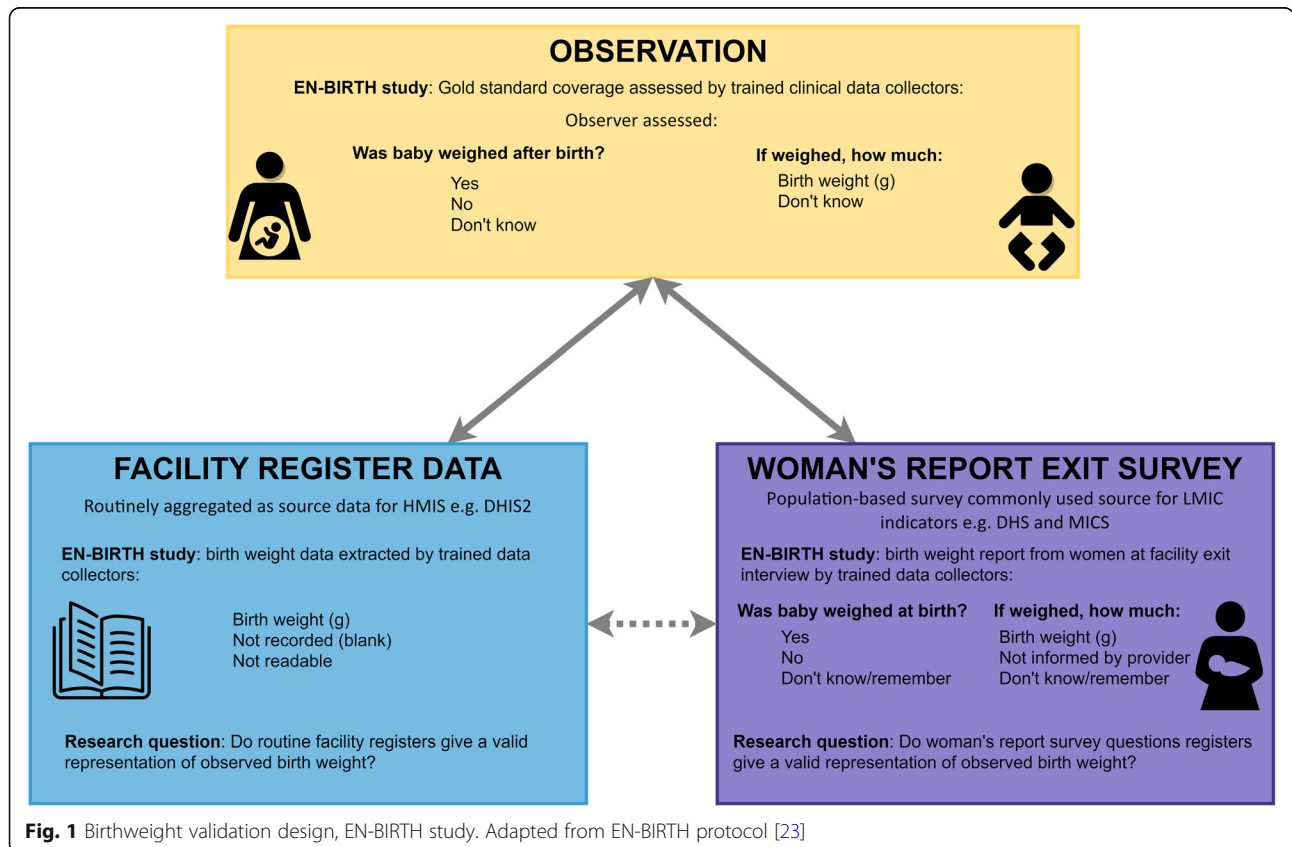 OBSERVATION
EN-BIRTH study: Gold standard coverage assessed by trained clinical data collectors:
Observer assessed:
Was baby weighed after birth?
Yes
No
Don't know
If weighed, how much:
Birth weight (g)
Don't know
FACILITY REGISTER DATA
Routinely aggregated as source data for HMIS e.g. DHIS2
EN-BIRTH study: birth weight data extracted by trained data
collectors:
Birth weight (g)
Not recorded (blank)
Not readable
Research question: Do routine facility registers give a valid
representation of observed birth weight?
WOMAN'S REPORT EXIT SURVEY
Population-based survey commonly used source for LMIC
indicators e.g. DHS and MICS
EN-BIRTH study: birth weight report from women at facility exit
interview by trained data collectors:
Was baby weighed at birth?
Yes
No
Don't know/remember
If weighed, how much:
Birth weight (g)
Not informed by provider
Don't know/remember
Research question: Do woman's report survey questions registers
give a valid representation of observed birth weight?
Fig. 1 Birthweight validation design, EN-BIRTH study. Adapted from EN-BIRTH protocol [23]